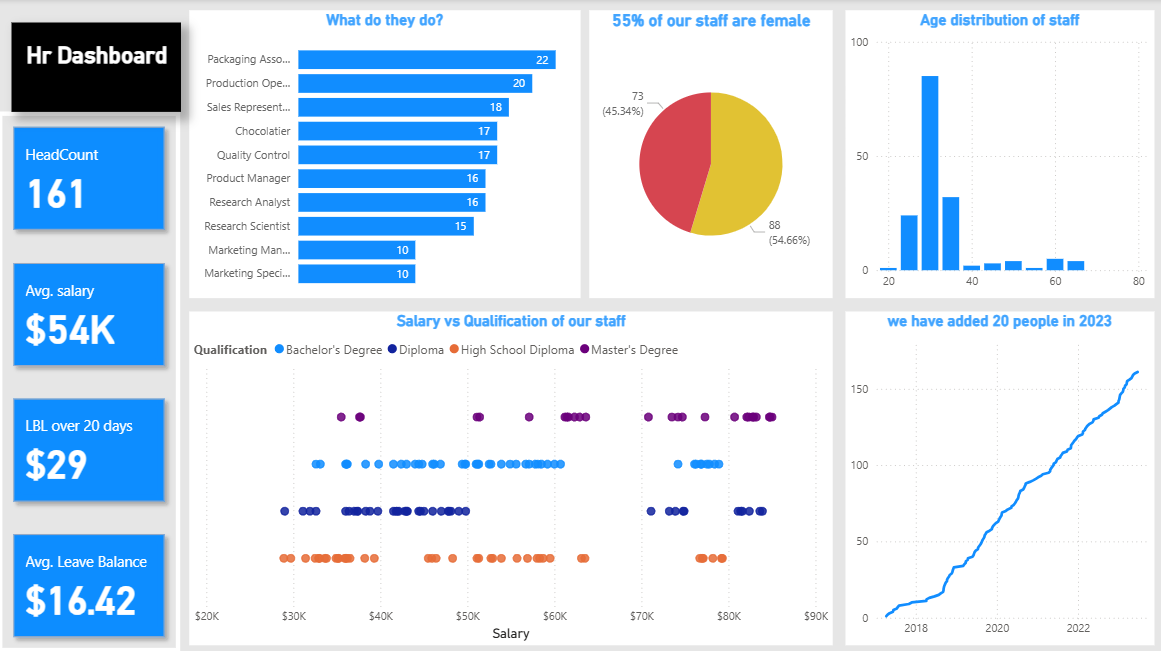 Hr Dashboard
HeadCount
161
Avg. salary
$54K
LBL over 20 days
$29
Avg. Leave Balance
$16.42
What do they do?
Packaging Asso... 22
Production Ope... 20
Sales Represent... 18
Chocolatier 17
Quality Control 17
Product Manager 16
Research Analyst 16
Research Scientist 15
Marketing Man... 10
Marketing Speci... 10
55% of our staff are female
73
(45.34%)
88
(54.66%)
Age distribution of staff
100
50
0
20 40 60 80
Salary vs Qualification of our staff
Qualification Bachelor's Degree Diploma High School Diploma Master's Degree
$20K $30K $40K $50K $60K $70K $80K $90K
Salary
we have added 20 people in 2023
150
100
50
0
2018 2020 2022